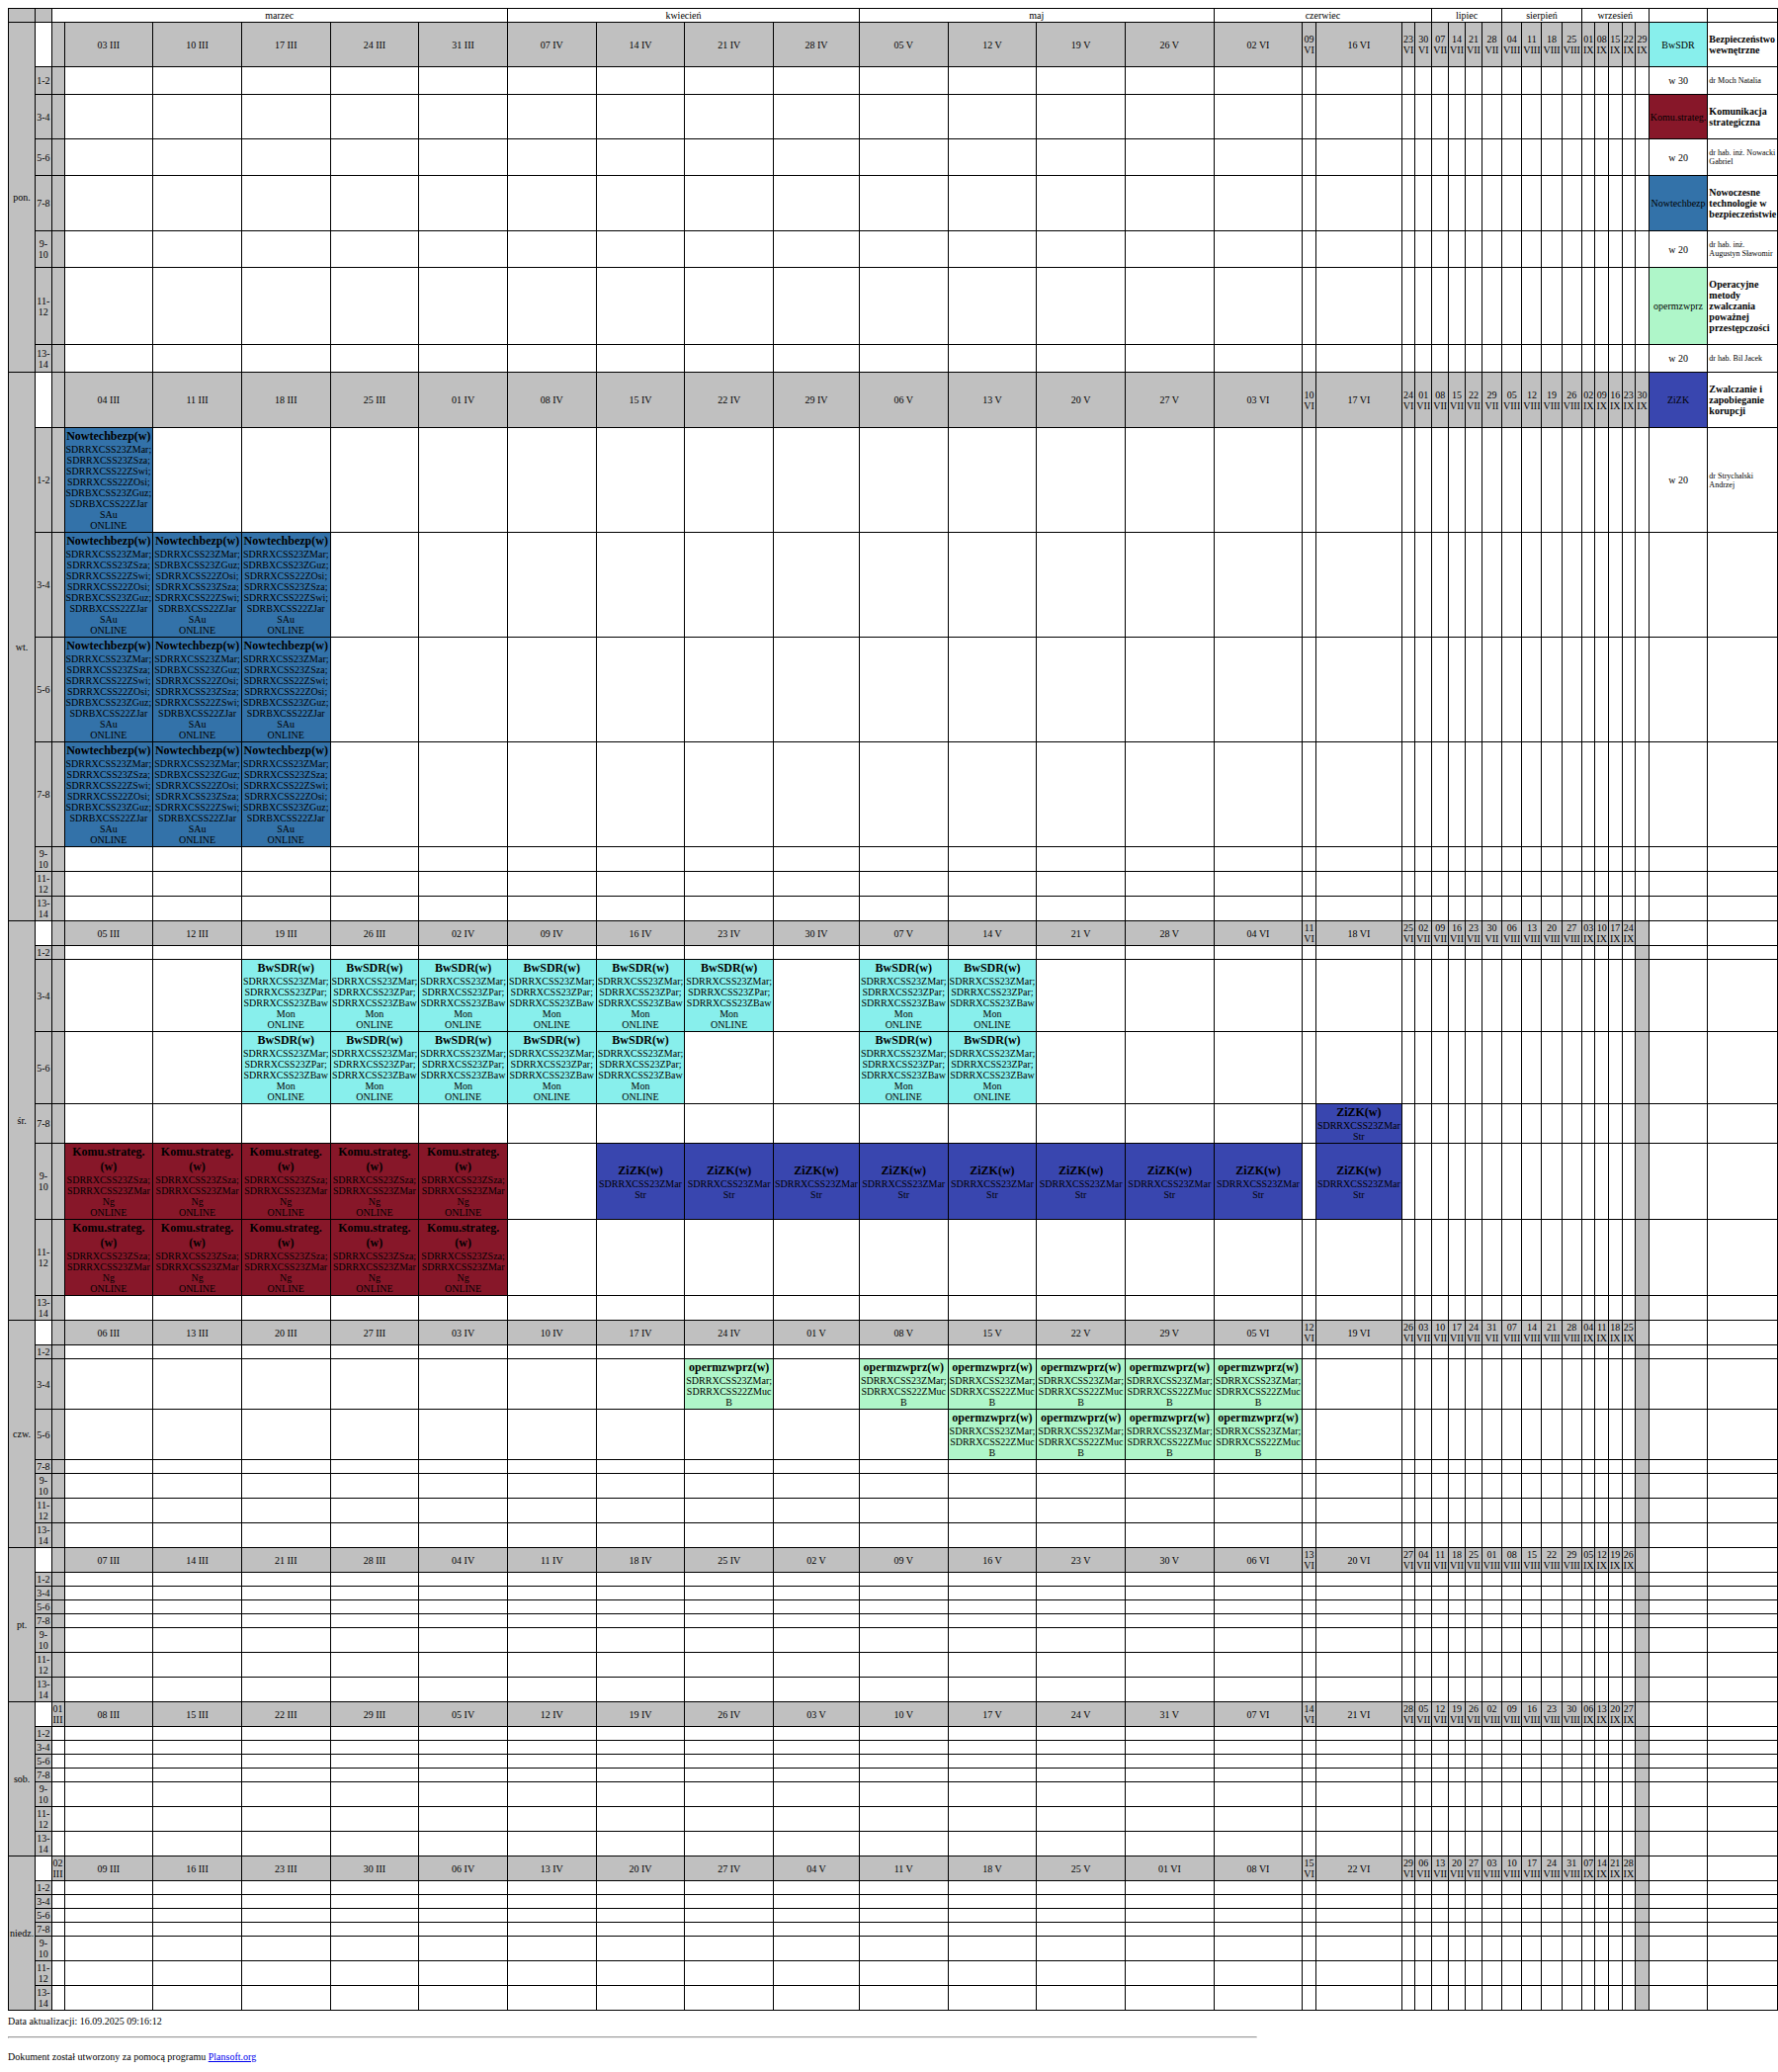 marzec kwiecień maj czerwiec lipiec sierpień wrzesień
pon.
03 III 10 III 17 III 24 III 31 III 07 IV 14 IV 21 IV 28 IV 05 V 12 V 19 V 26 V 02 VI 09 VI 16 VI 23 VI 30 VI 07 VII 14 VII 21 VII 28 VII 04 VIII 11 VIII 18 VIII 25 VIII 01 IX 08 IX 15 IX 22 IX 29 IX BwSDR Bezpieczeństwo wewnętrzne
1-2 w 30 dr Moch Natalia
3-4 Komu.strateg. Komunikacja strategiczna
5-6 w 20 dr hab. inż. Nowacki Gabriel
7-8 Nowtechbezp Nowoczesne technologie w bezpieczeństwie
9-10 w 20 dr hab. inż. Augustyn Sławomir
11-12 opermzwprz Operacyjne metody zwalczania poważnej przestępczości
13-14 w 20 dr hab. Bil Jacek
wt.
04 III 11 III 18 III 25 III 01 IV 08 IV 15 IV 22 IV 29 IV 06 V 13 V 20 V 27 V 03 VI 10 VI 17 VI 24 VI 01 VII 08 VII 15 VII 22 VII 29 VII 05 VIII 12 VIII 19 VIII 26 VIII 02 IX 09 IX 16 IX 23 IX 30 IX ZiZK Zwalczanie i zapobieganie korupcji
1-2 w 20 dr Strychalski Andrzej
Nowtechbezp(w)
SDRRXCSS23ZMar;
SDRRXCSS23ZSza;
SDRRXCSS22ZSwi;
SDRRXCSS22ZOsi;
SDRBXCSS23ZGuz;
SDRBXCSS22ZJar
SAu
ONLINE
3-4
Nowtechbezp(w) Nowtechbezp(w) Nowtechbezp(w)
SDRRXCSS23ZMar; SDRRXCSS23ZMar; SDRRXCSS23ZMar;
SDRRXCSS23ZSza; SDRBXCSS23ZGuz; SDRBXCSS23ZGuz;
SDRRXCSS22ZSwi; SDRRXCSS22ZOsi; SDRRXCSS22ZOsi;
SDRRXCSS22ZOsi; SDRRXCSS23ZSza; SDRRXCSS23ZSza;
SDRBXCSS23ZGuz; SDRRXCSS22ZSwi; SDRRXCSS22ZSwi;
SDRBXCSS22ZJar SDRBXCSS22ZJar SDRBXCSS22ZJar
SAu SAu SAu
ONLINE ONLINE ONLINE
5-6
Nowtechbezp(w) Nowtechbezp(w) Nowtechbezp(w)
SDRRXCSS23ZMar; SDRRXCSS23ZMar; SDRRXCSS23ZMar;
SDRRXCSS23ZSza; SDRBXCSS23ZGuz; SDRRXCSS23ZSza;
SDRRXCSS22ZSwi; SDRRXCSS22ZOsi; SDRRXCSS22ZSwi;
SDRRXCSS22ZOsi; SDRRXCSS23ZSza; SDRRXCSS22ZOsi;
SDRBXCSS23ZGuz; SDRRXCSS22ZSwi; SDRBXCSS23ZGuz;
SDRBXCSS22ZJar SDRBXCSS22ZJar SDRBXCSS22ZJar
SAu SAu SAu
ONLINE ONLINE ONLINE
7-8
Nowtechbezp(w) Nowtechbezp(w) Nowtechbezp(w)
SDRRXCSS23ZMar; SDRRXCSS23ZMar; SDRRXCSS23ZMar;
SDRRXCSS23ZSza; SDRBXCSS23ZGuz; SDRRXCSS23ZSza;
SDRRXCSS22ZSwi; SDRRXCSS22ZOsi; SDRRXCSS22ZSwi;
SDRRXCSS22ZOsi; SDRRXCSS23ZSza; SDRRXCSS22ZOsi;
SDRBXCSS23ZGuz; SDRRXCSS22ZSwi; SDRBXCSS23ZGuz;
SDRBXCSS22ZJar SDRBXCSS22ZJar SDRBXCSS22ZJar
SAu SAu SAu
ONLINE ONLINE ONLINE
9-10
11-12
13-14
śr.
05 III 12 III 19 III 26 III 02 IV 09 IV 16 IV 23 IV 30 IV 07 V 14 V 21 V 28 V 04 VI 11 VI 18 VI 25 VI 02 VII 09 VII 16 VII 23 VII 30 VII 06 VIII 13 VIII 20 VIII 27 VIII 03 IX 10 IX 17 IX 24 IX
1-2
3-4
BwSDR(w) BwSDR(w) BwSDR(w) BwSDR(w) BwSDR(w) BwSDR(w) BwSDR(w) BwSDR(w)
SDRRXCSS23ZMar; SDRRXCSS23ZMar; SDRRXCSS23ZMar; SDRRXCSS23ZMar; SDRRXCSS23ZMar; SDRRXCSS23ZMar; SDRRXCSS23ZMar; SDRRXCSS23ZMar;
SDRRXCSS23ZPar; SDRRXCSS23ZPar; SDRRXCSS23ZPar; SDRRXCSS23ZPar; SDRRXCSS23ZPar; SDRRXCSS23ZPar; SDRRXCSS23ZPar; SDRRXCSS23ZPar;
SDRRXCSS23ZBaw SDRRXCSS23ZBaw SDRRXCSS23ZBaw SDRRXCSS23ZBaw SDRRXCSS23ZBaw SDRRXCSS23ZBaw SDRRXCSS23ZBaw SDRRXCSS23ZBaw
Mon Mon Mon Mon Mon Mon Mon Mon
ONLINE ONLINE ONLINE ONLINE ONLINE ONLINE ONLINE ONLINE
5-6
BwSDR(w) BwSDR(w) BwSDR(w) BwSDR(w) BwSDR(w) BwSDR(w) BwSDR(w)
SDRRXCSS23ZMar; SDRRXCSS23ZMar; SDRRXCSS23ZMar; SDRRXCSS23ZMar; SDRRXCSS23ZMar; SDRRXCSS23ZMar; SDRRXCSS23ZMar;
SDRRXCSS23ZPar; SDRRXCSS23ZPar; SDRRXCSS23ZPar; SDRRXCSS23ZPar; SDRRXCSS23ZPar; SDRRXCSS23ZPar; SDRRXCSS23ZPar;
SDRRXCSS23ZBaw SDRRXCSS23ZBaw SDRRXCSS23ZBaw SDRRXCSS23ZBaw SDRRXCSS23ZBaw SDRRXCSS23ZBaw SDRRXCSS23ZBaw
Mon Mon Mon Mon Mon Mon Mon
ONLINE ONLINE ONLINE ONLINE ONLINE ONLINE ONLINE
7-8
ZiZK(w)
SDRRXCSS23ZMar
Str
9-10
Komu.strateg. Komu.strateg. Komu.strateg. Komu.strateg. Komu.strateg.
(w) (w) (w) (w) (w) ZiZK(w) ZiZK(w) ZiZK(w) ZiZK(w) ZiZK(w) ZiZK(w) ZiZK(w) ZiZK(w) ZiZK(w)
SDRRXCSS23ZSza; SDRRXCSS23ZSza; SDRRXCSS23ZSza; SDRRXCSS23ZSza; SDRRXCSS23ZSza; SDRRXCSS23ZMar SDRRXCSS23ZMar SDRRXCSS23ZMar SDRRXCSS23ZMar SDRRXCSS23ZMar SDRRXCSS23ZMar SDRRXCSS23ZMar SDRRXCSS23ZMar SDRRXCSS23ZMar
SDRRXCSS23ZMar SDRRXCSS23ZMar SDRRXCSS23ZMar SDRRXCSS23ZMar SDRRXCSS23ZMar Str Str Str Str Str Str Str Str Str
Ng Ng Ng Ng Ng
ONLINE ONLINE ONLINE ONLINE ONLINE
11-12
Komu.strateg. Komu.strateg. Komu.strateg. Komu.strateg. Komu.strateg.
(w) (w) (w) (w) (w)
SDRRXCSS23ZSza; SDRRXCSS23ZSza; SDRRXCSS23ZSza; SDRRXCSS23ZSza; SDRRXCSS23ZSza;
SDRRXCSS23ZMar SDRRXCSS23ZMar SDRRXCSS23ZMar SDRRXCSS23ZMar SDRRXCSS23ZMar
Ng Ng Ng Ng Ng
ONLINE ONLINE ONLINE ONLINE ONLINE
13-14
czw.
06 III 13 III 20 III 27 III 03 IV 10 IV 17 IV 24 IV 01 V 08 V 15 V 22 V 29 V 05 VI 12 VI 19 VI 26 VI 03 VII 10 VII 17 VII 24 VII 31 VII 07 VIII 14 VIII 21 VIII 28 VIII 04 IX 11 IX 18 IX 25 IX
1-2
3-4
opermzwprz(w) opermzwprz(w) opermzwprz(w) opermzwprz(w) opermzwprz(w) opermzwprz(w)
SDRRXCSS23ZMar; SDRRXCSS23ZMar; SDRRXCSS23ZMar; SDRRXCSS23ZMar; SDRRXCSS23ZMar; SDRRXCSS23ZMar;
SDRRXCSS22ZMuc SDRRXCSS22ZMuc SDRRXCSS22ZMuc SDRRXCSS22ZMuc SDRRXCSS22ZMuc SDRRXCSS22ZMuc
B B B B B B
5-6
opermzwprz(w) opermzwprz(w) opermzwprz(w) opermzwprz(w)
SDRRXCSS23ZMar; SDRRXCSS23ZMar; SDRRXCSS23ZMar; SDRRXCSS23ZMar;
SDRRXCSS22ZMuc SDRRXCSS22ZMuc SDRRXCSS22ZMuc SDRRXCSS22ZMuc
B B B B
7-8
9-10
11-12
13-14
pt.
07 III 14 III 21 III 28 III 04 IV 11 IV 18 IV 25 IV 02 V 09 V 16 V 23 V 30 V 06 VI 13 VI 20 VI 27 VI 04 VII 11 VII 18 VII 25 VII 01 VIII 08 VIII 15 VIII 22 VIII 29 VIII 05 IX 12 IX 19 IX 26 IX
1-2
3-4
5-6
7-8
9-10
11-12
13-14
sob.
01 III 08 III 15 III 22 III 29 III 05 IV 12 IV 19 IV 26 IV 03 V 10 V 17 V 24 V 31 V 07 VI 14 VI 21 VI 28 VI 05 VII 12 VII 19 VII 26 VII 02 VIII 09 VIII 16 VIII 23 VIII 30 VIII 06 IX 13 IX 20 IX 27 IX
1-2
3-4
5-6
7-8
9-10
11-12
13-14
niedz.
02 III 09 III 16 III 23 III 30 III 06 IV 13 IV 20 IV 27 IV 04 V 11 V 18 V 25 V 01 VI 08 VI 15 VI 22 VI 29 VI 06 VII 13 VII 20 VII 27 VII 03 VIII 10 VIII 17 VIII 24 VIII 31 VIII 07 IX 14 IX 21 IX 28 IX
1-2
3-4
5-6
7-8
9-10
11-12
13-14
Data aktualizacji: 16.09.2025 09:16:12
Dokument został utworzony za pomocą programu Plansoft.org